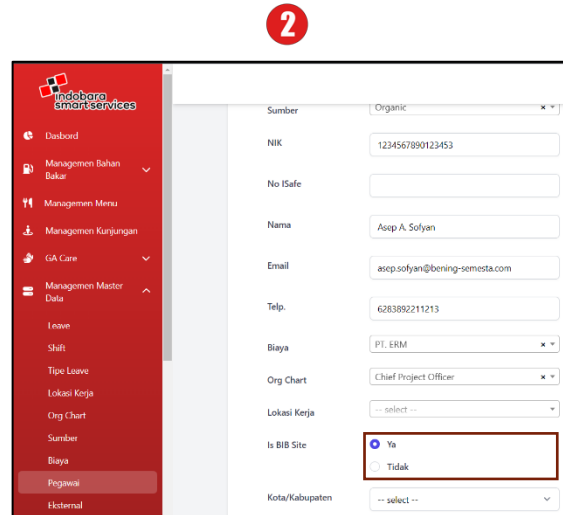 2
indobara
smart services
Sumber
Organic
Dasbord
NIK
1234567890123453
Managemen Bahan
Bakar
No ISafe
Managemen Menu
Nama
Asep A. Sofyan
Managemen Kunjungan
GA Care
Email
asep.sofyan@bening-semesta.com
Managemen Master
Data
Telp.
6283892211213
Leave
Shift
Biaya
PT. ERM
Tipe Leave
Org Chart
Chief Project Officer
Lokasi Kerja
Lokasi Kerja
-- select --
Org Chart
Sumber
Is BIB Site
Ya
Biaya
Tidak
Pegawai
Kota/Kabupaten
-- select --
Eksternal